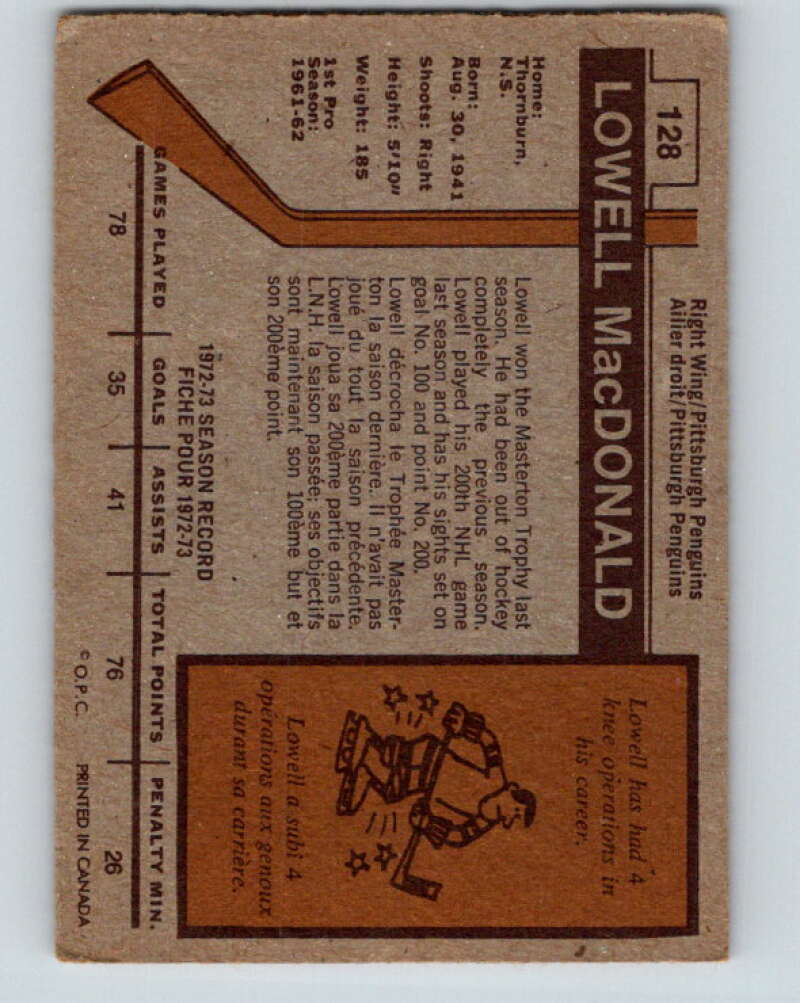 128
Right Wing/Pittsburgh Penguins
Ailier droit/Pittsburgh Penguins
LOWELL MacDONALD
Home:
Thornburn,
N.S.
Born:
Aug. 30, 1941
Shoots: Right
Height: 5'10"
Weight: 185
1st Pro
Season:
1961-62
Lowell won the Masterton Trophy last
season. He had been out of hockey
completely the previous season.
Lowell played his 200th NHL game
last season and has his sights set on
goal No. 100 and point No. 200.
Lowell décrocha le Trophée Master-
ton la saison dernière. Il n'avait pas
joué du tout la saison précédente.
Lowell joua sa 200ème partie dans la
L.N.H. la saison passée; ses objectifs
sont maintenant son 100ème but et
son 200ème point.
Lowell has had 4
knee operations in
his career.
Lowell a subi 4
opérations aux genoux
durant sa carrière.
1972-73 SEASON RECORD
FICHE POUR 1972-73
GAMES PLAYED GOALS ASSISTS TOTAL POINTS PENALTY MIN.
78 35 41 76 26
© O.P.C. PRINTED IN CANADA